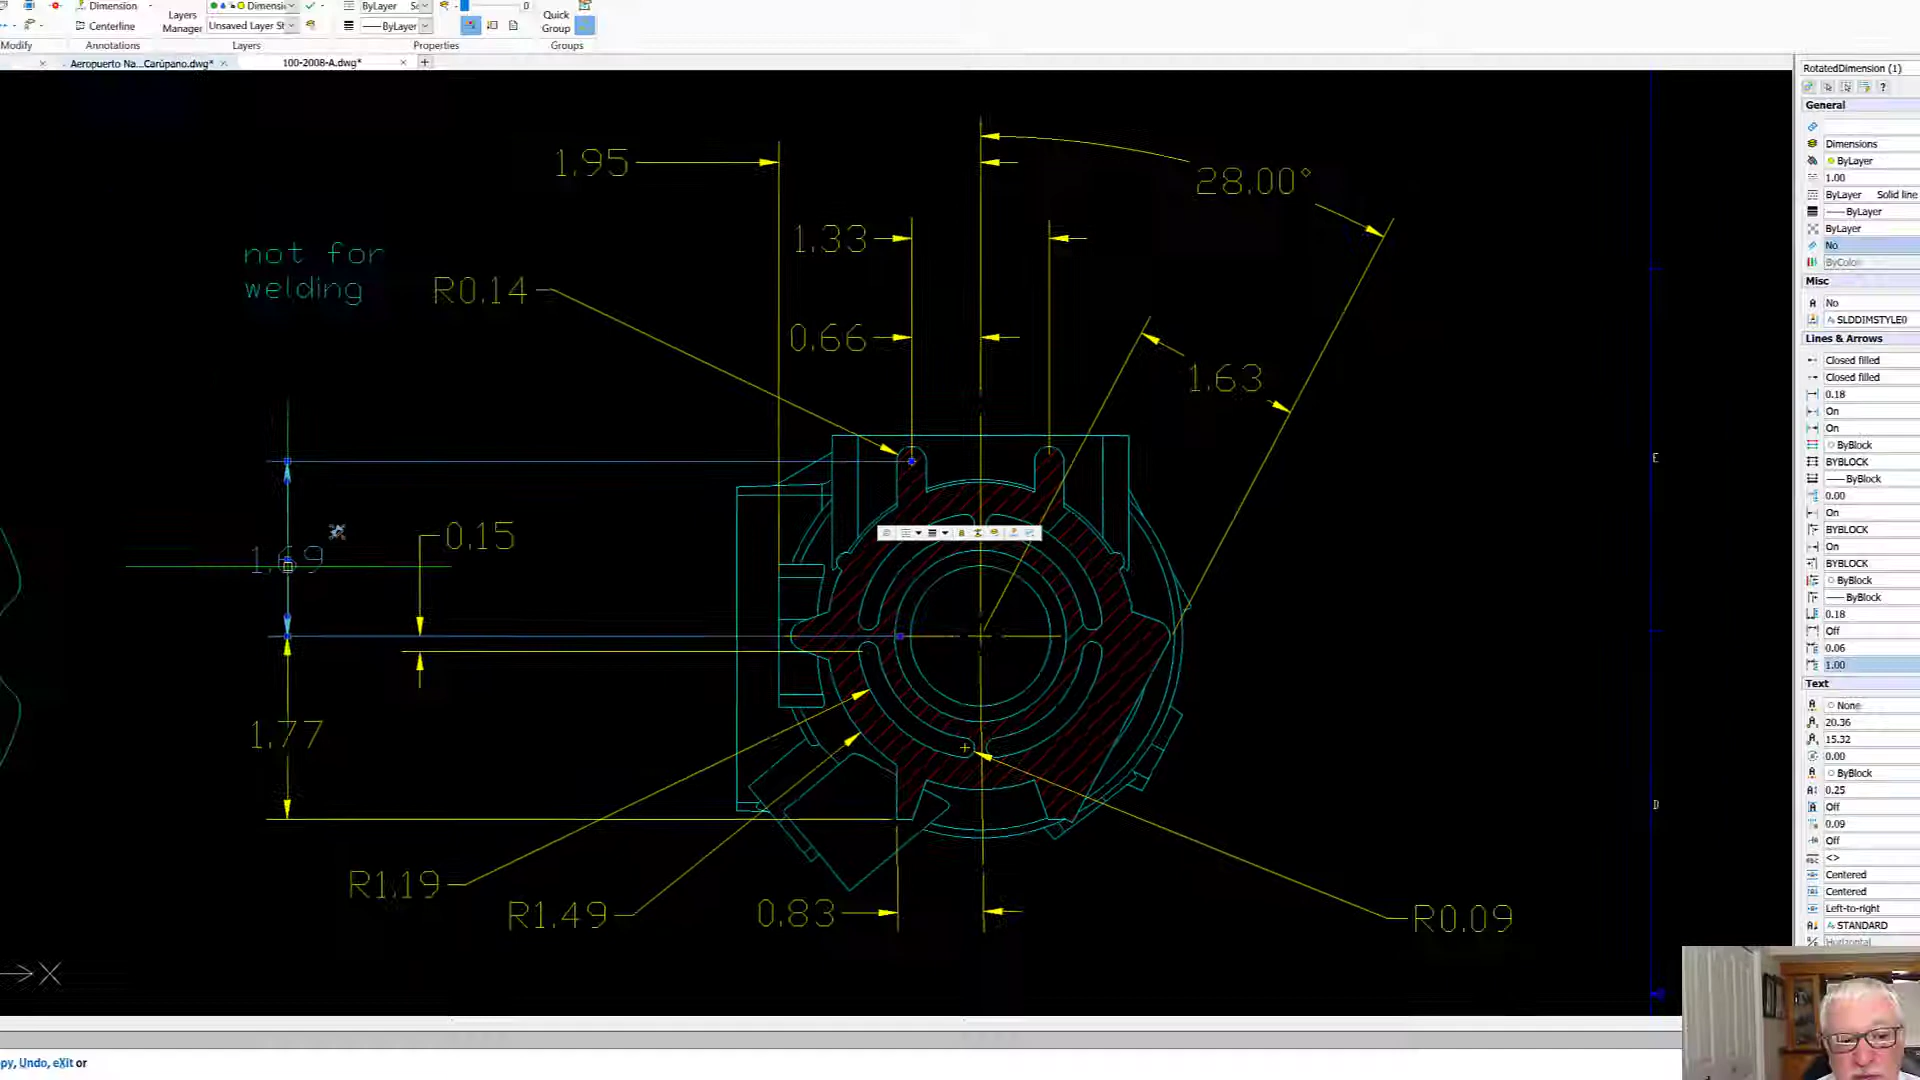 Dimension
Centerline
Modify
Annotations
Layers
Manager
Dimensi
Unsaved Layer St
Layers
ByLayer
ByLayer
0
Properties
Quick
Group
Groups
Aeropuerto Na...Carúpano.dwg*
100-2008-A.dwg*
RotatedDimension (1)
General
Dimensions
ByLayer
1.00
ByLayer Solid line
ByLayer
ByLayer
No
ByColor
Misc
No
SLDDIMSTYLE0
Lines & Arrows
Closed filled
Closed filled
0.18
On
On
ByBlock
BYBLOCK
ByBlock
0.00
On
BYBLOCK
On
BYBLOCK
ByBlock
ByBlock
0.18
Off
0.06
1.00
Text
None
20.36
15.32
0.00
ByBlock
0.25
Off
0.09
Off
<>
Centered
Centered
Left-to-right
STANDARD
Horizontal
1.95
28.00°
1.33
not for
welding
R0.14
0.66
1.63
E
1.69
0.15
1.77
D
R1.19
R1.49
0.83
R0.09
X
py, Undo, eXit or